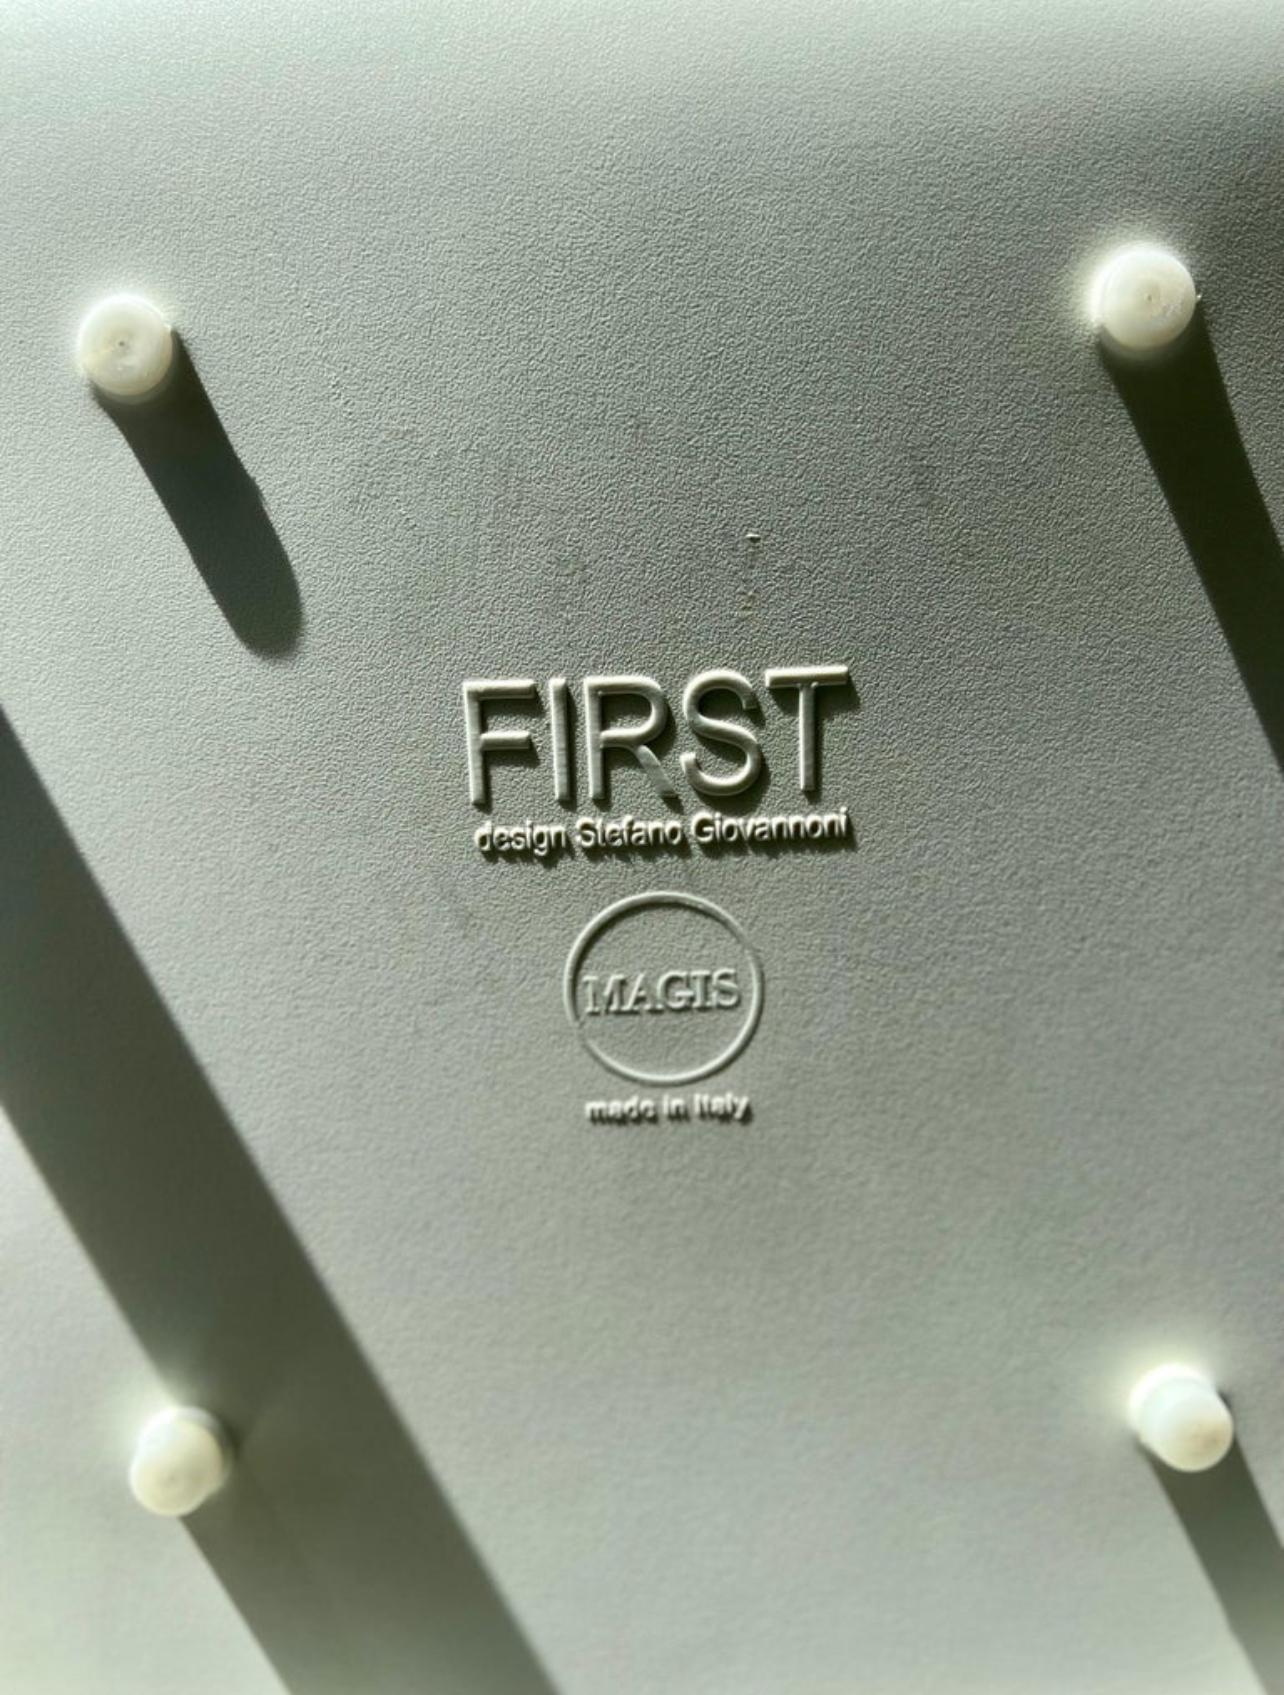 FIRST
design Stefano Giovannoni
MAGIS
made in Italy